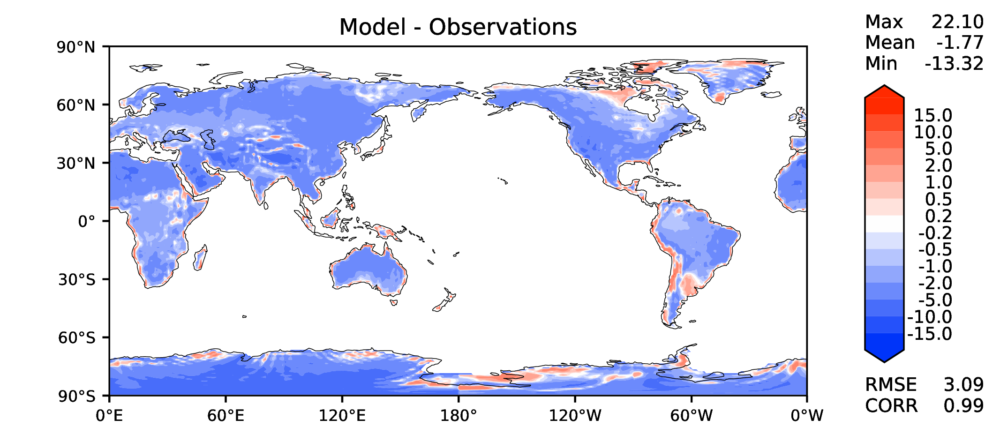 Model - Observations
Max 22.10
Mean -1.77
Min -13.32
90°N
60°N
30°N
0°
30°S
60°S
90°S
0°E
60°E
120°E
180°
120°W
60°W
0°W
15.0
10.0
5.0
2.0
1.0
0.5
0.2
-0.2
-0.5
-1.0
-2.0
-5.0
-10.0
-15.0
RMSE 3.09
CORR 0.99